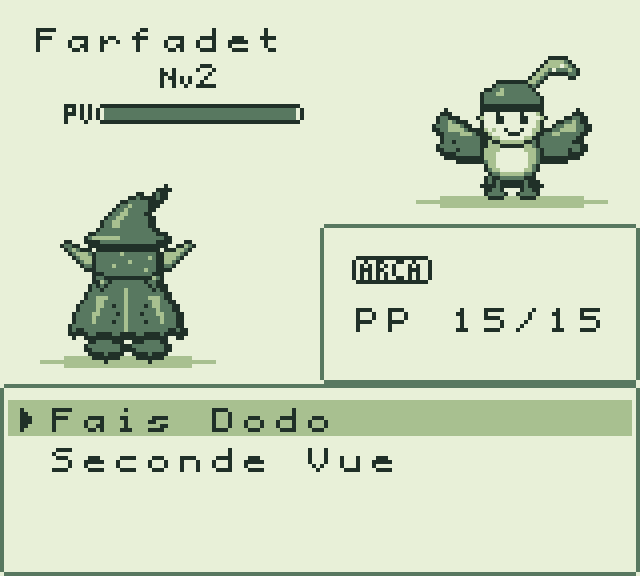 Farfadet
Nv2
PV
ARCA
PP 15/15
Fais Dodo
Seconde Vue